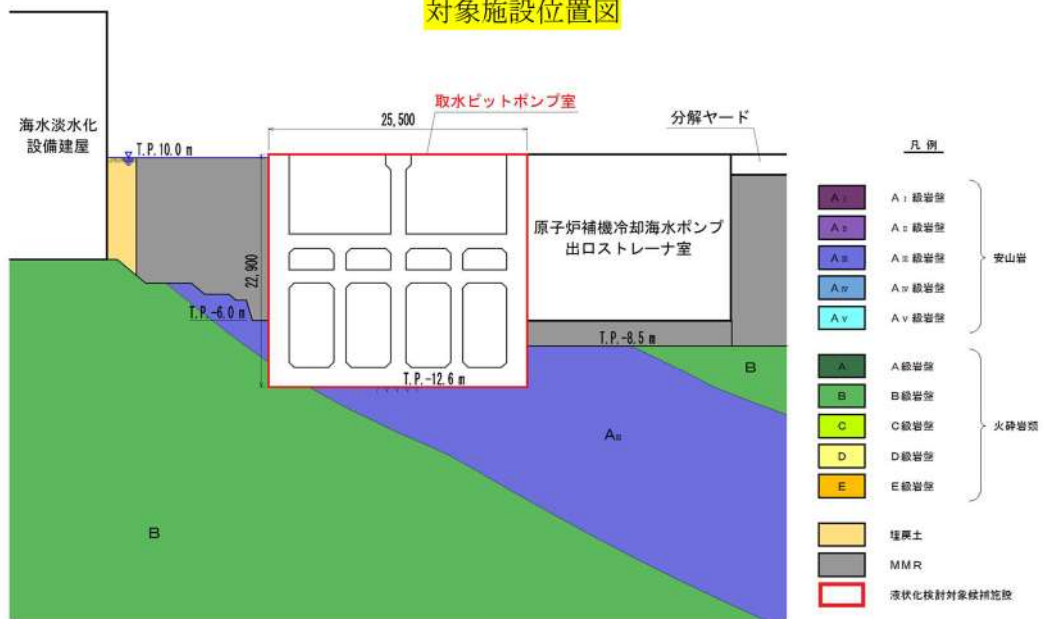 対象施設位置図
取水ピットポンプ室
25,500
分解ヤード
海水淡水化
設備建屋
T.P.10.0 m
原子炉補機冷却海水ポンプ
出口ストレーナ室
22,900
T.P.-6.0 m
T.P.-8.5 m
T.P.-12.6 m
B
AⅢ
B
凡例
AⅠ AⅠ級岩盤
AⅡ AⅡ級岩盤
AⅢ AⅢ級岩盤
安山岩
AⅣ AⅣ級岩盤
AⅤ AⅤ級岩盤
A A級岩盤
B B級岩盤
C C級岩盤
火砕岩類
D D級岩盤
E E級岩盤
埋戻土
MMR
液状化検討対象候補施設